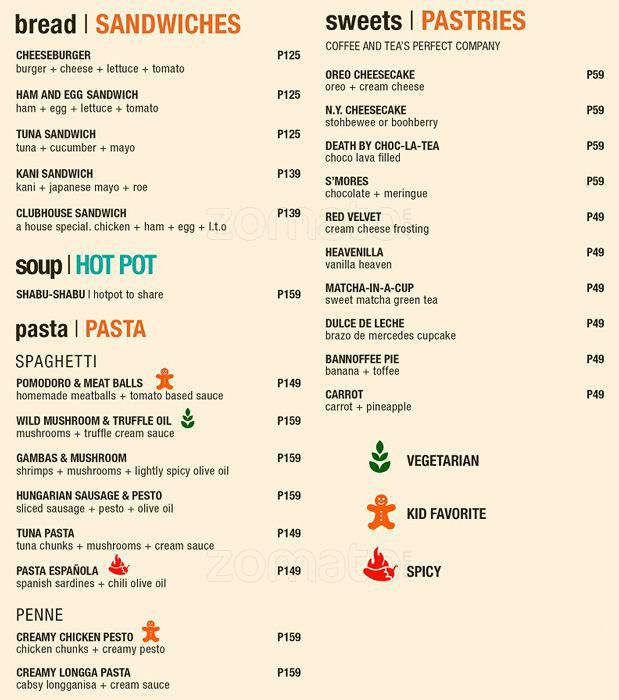 bread | SANDWICHES
CHEESEBURGER P125
burger + cheese + lettuce + tomato
HAM AND EGG SANDWICH P125
ham + egg + lettuce + tomato
TUNA SANDWICH P125
tuna + cucumber + mayo
KANI SANDWICH P139
kani + japanese mayo + roe
CLUBHOUSE SANDWICH P139
a house special. chicken + ham + egg + l.t.o
soup | HOT POT
SHABU-SHABU | hotpot to share P159
pasta | PASTA
SPAGHETTI
POMODORO & MEAT BALLS P149
homemade meatballs + tomato based sauce
WILD MUSHROOM & TRUFFLE OIL P159
mushrooms + truffle cream sauce
GAMBAS & MUSHROOM P159
shrimps + mushrooms + lightly spicy olive oil
HUNGARIAN SAUSAGE & PESTO P159
sliced sausage + pesto + olive oil
TUNA PASTA P149
tuna chunks + mushrooms + cream sauce
PASTA ESPAÑOLA P149
spanish sardines + chili olive oil
PENNE
CREAMY CHICKEN PESTO P159
chicken chunks + creamy pesto
CREAMY LONGGA PASTA P159
cabsy longganisa + cream sauce
sweets | PASTRIES
COFFEE AND TEA'S PERFECT COMPANY
OREO CHEESECAKE P59
oreo + cream cheese
N.Y. CHEESECAKE P59
stohbewee or boohberry
DEATH BY CHOC-LA-TEA P59
choco lava filled
S'MORES P59
chocolate + meringue
RED VELVET P49
cream cheese frosting
HEAVENILLA P49
vanilla heaven
MATCHA-IN-A-CUP P49
sweet matcha green tea
DULCE DE LECHE P49
brazo de mercedes cupcake
BANNOFFEE PIE P49
banana + toffee
CARROT P49
carrot + pineapple
VEGETARIAN
KID FAVORITE
SPICY
zomato
zomato